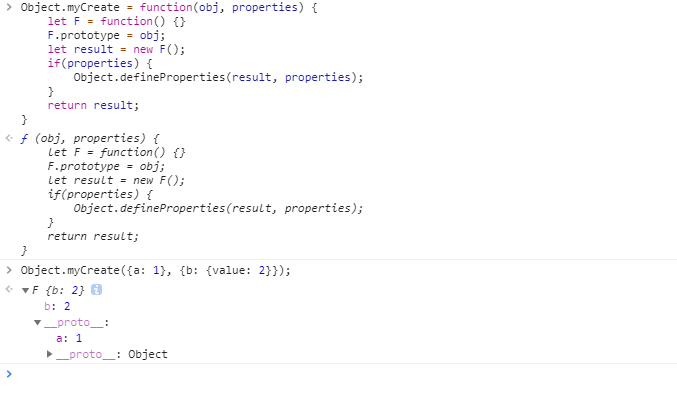 > Object.myCreate = function(obj, properties) {
      let F = function() {}
      F.prototype = obj;
      let result = new F();
      if(properties) {
          Object.defineProperties(result, properties);
      }
      return result;
  }
< ƒ (obj, properties) {
      let F = function() {}
      F.prototype = obj;
      let result = new F();
      if(properties) {
          Object.defineProperties(result, properties);
      }
      return result;
  }
> Object.myCreate({a: 1}, {b: {value: 2}});
< ▼F {b: 2} i
    b: 2
  ▼__proto__:
      a: 1
    ▶__proto__: Object
>